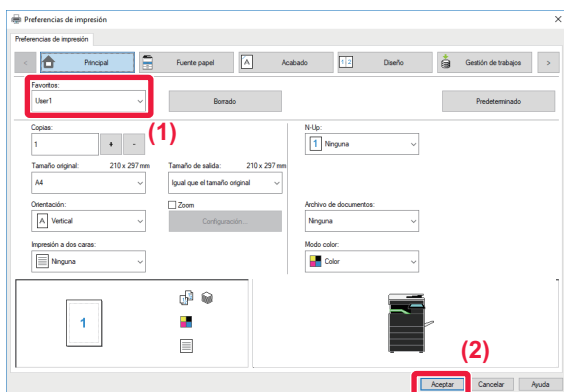 Preferencias de impresión
Preferencias de impresión
Principal
Fuente papel
Acabado
Diseño
Gestión de trabajos
Favoritos:
User1
Borrado
Predeterminado
(1)
Copias:
1
+
-
N-Up:
1 Ninguna
Tamaño original: 210 x 297 mm
A4
Tamaño de salida: 210 x 297 mm
Igual que el tamaño original
Orientación:
A Vertical
Zoom
Configuración...
Archivo de documentos:
Ninguna
Impresión a dos caras:
Ninguna
Modo color:
Color
1
(2)
Aceptar
Cancelar
Ayuda